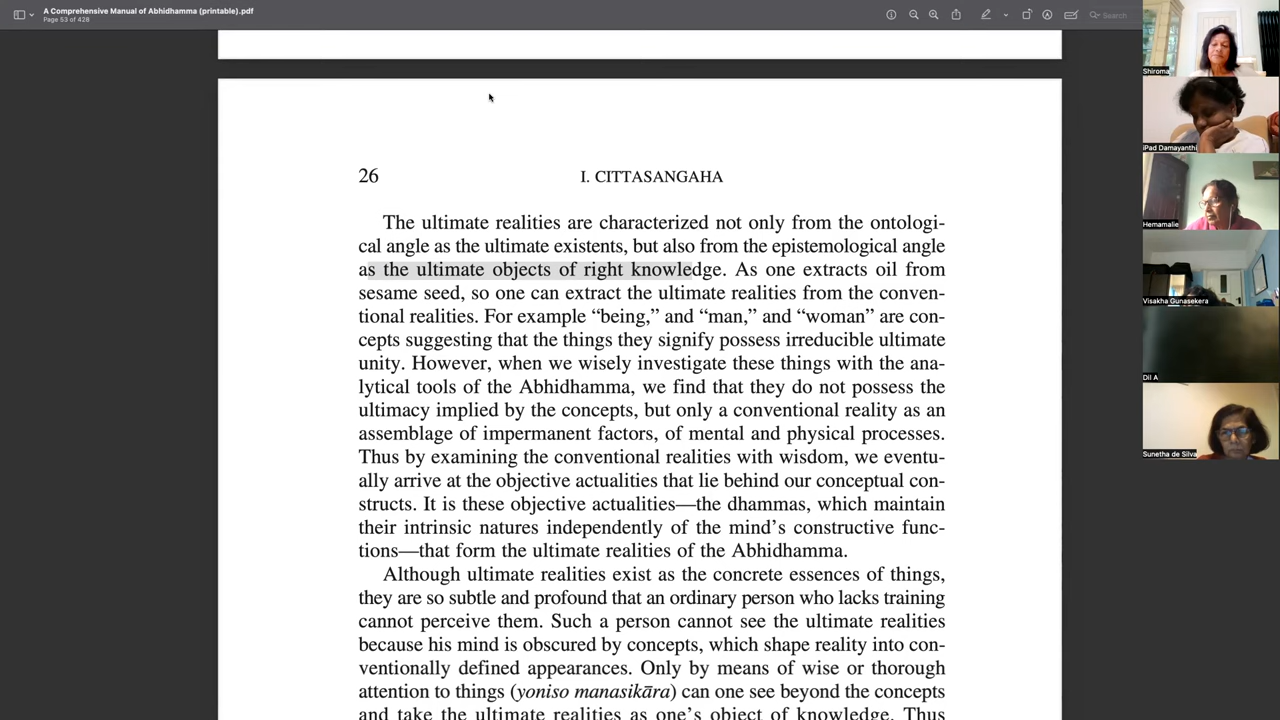 A Comprehensive Manual of Abhidhamma (printable).pdf
Page 53 of 428
Search
26
I. CITTASANGAHA
The ultimate realities are characterized not only from the ontologi-
cal angle as the ultimate existents, but also from the epistemological angle
as the ultimate objects of right knowledge. As one extracts oil from
sesame seed, so one can extract the ultimate realities from the conven-
tional realities. For example “being,” and “man,” and “woman” are con-
cepts suggesting that the things they signify possess irreducible ultimate
unity. However, when we wisely investigate these things with the ana-
lytical tools of the Abhidhamma, we find that they do not possess the
ultimacy implied by the concepts, but only a conventional reality as an
assemblage of impermanent factors, of mental and physical processes.
Thus by examining the conventional realities with wisdom, we eventu-
ally arrive at the objective actualities that lie behind our conceptual con-
structs. It is these objective actualities—the dhammas, which maintain
their intrinsic natures independently of the mind’s constructive func-
tions—that form the ultimate realities of the Abhidhamma.
Although ultimate realities exist as the concrete essences of things,
they are so subtle and profound that an ordinary person who lacks training
cannot perceive them. Such a person cannot see the ultimate realities
because his mind is obscured by concepts, which shape reality into con-
ventionally defined appearances. Only by means of wise or thorough
attention to things (yoniso manasikāra) can one see beyond the concepts
and take the ultimate realities as one’s object of knowledge. Thus
Shiroma
iPad Damayanthi
Hemamalie
Visakha Gunasekera
Dil A
Sunetha de Silva